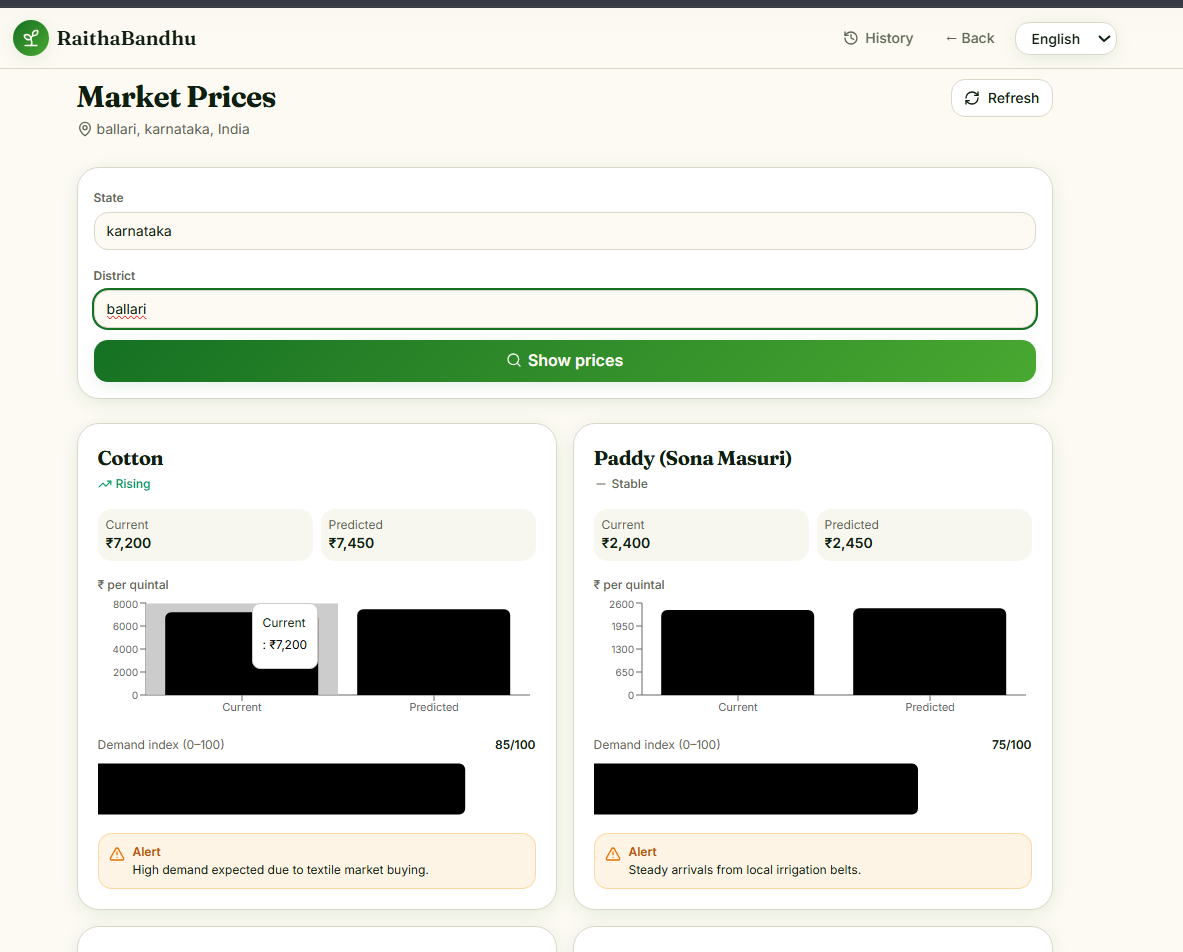 RaithaBandhu
History
← Back
English
Market Prices
Refresh
ballari, karnataka, India
State
karnataka
District
ballari
Show prices
Cotton
Rising
Current
₹7,200
Predicted
₹7,450
₹ per quintal
8000
6000
4000
2000
0
Current
: ₹7,200
Current
Predicted
Demand index (0–100)
85/100
Alert
High demand expected due to textile market buying.
Paddy (Sona Masuri)
Stable
Current
₹2,400
Predicted
₹2,450
₹ per quintal
2600
1950
1300
650
0
Current
Predicted
Demand index (0–100)
75/100
Alert
Steady arrivals from local irrigation belts.